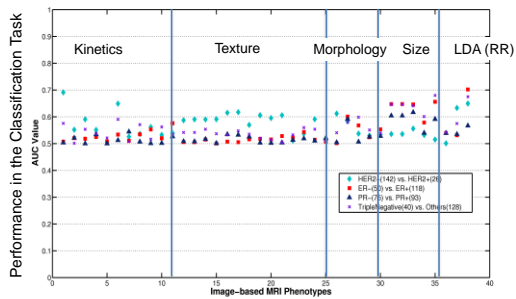 Performance in the Classification Task
Kinetics
Texture
Morphology
Size
LDA (RR)
AUC Value
1
0.9
0.8
0.7
0.6
0.5
0.4
0.3
0.2
0.1
0
HER2-(142) vs. HER2+(26)
ER-(50) vs. ER+(118)
PR-(75) vs. PR+(93)
TripleNegative(40) vs. Others(128)
0 5 10 15 20 25 30 35 40
Image-based MRI Phenotypes